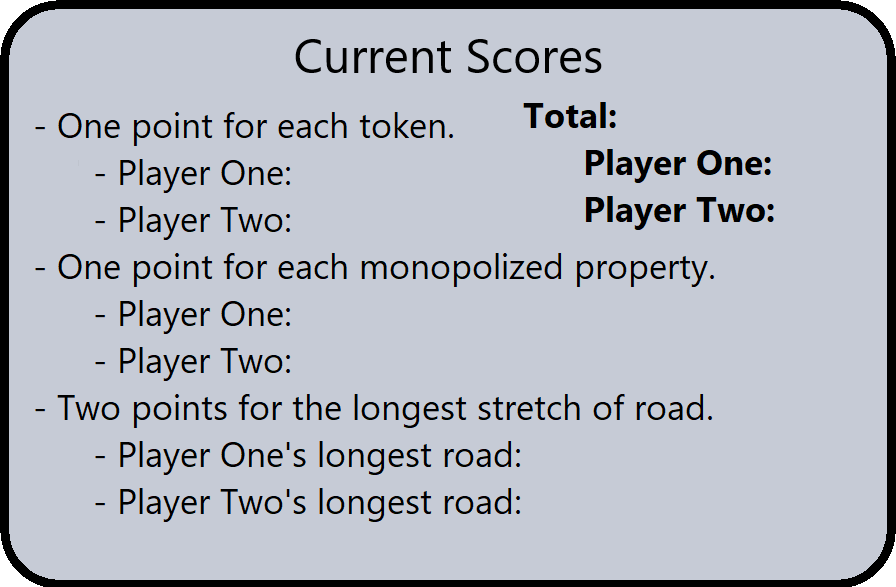 Current Scores
- One point for each token.
- Player One:
- Player Two:
Total:
Player One:
Player Two:
- One point for each monopolized property.
- Player One:
- Player Two:
- Two points for the longest stretch of road.
- Player One's longest road:
- Player Two's longest road: